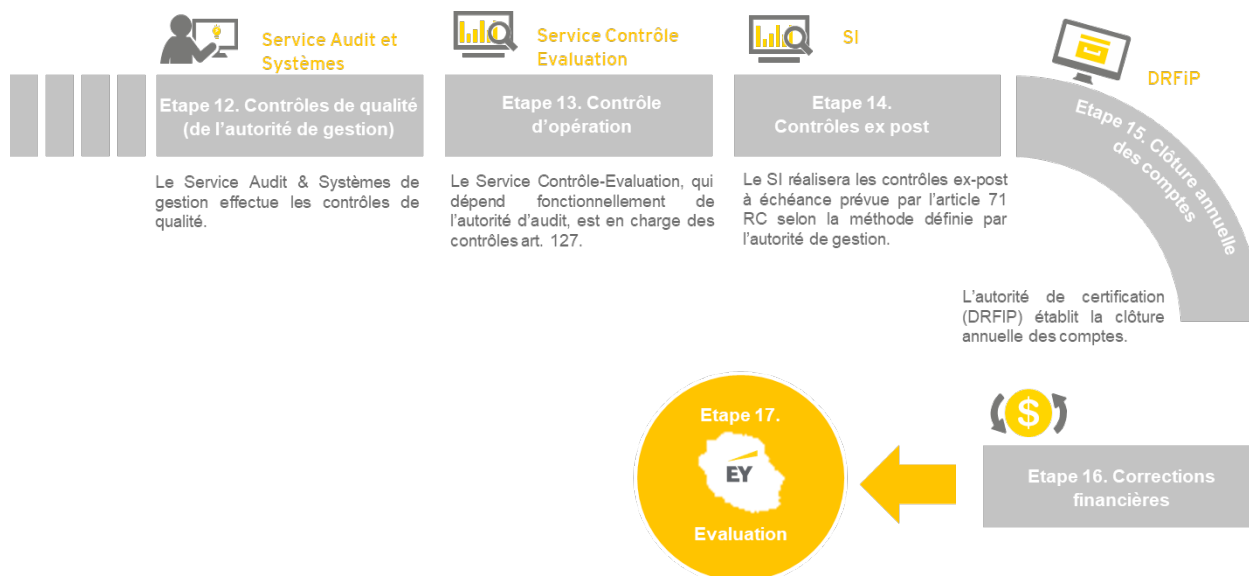 Service Audit et
Systèmes
Service Contrôle
Evaluation
SI
DRFiP
Etape 12. Contrôles de qualité
(de l'autorité de gestion)
Etape 13. Contrôle
d'opération
Etape 14.
Contrôles ex post
Etape 15. Clôture annuelle
des comptes
Le Service Audit & Systèmes de
gestion effectue les contrôles de
qualité.
Le Service Contrôle-Evaluation, qui
dépend fonctionnellement de
l'autorité d'audit, est en charge des
contrôles art. 127.
Le SI réalisera les contrôles ex-post
à échéance prévue par l'article 71
RC selon la méthode définie par
l'autorité de gestion.
L'autorité de certification
(DRFIP) établit la clôture
annuelle des comptes.
$
Etape 16. Corrections
financières
Etape 17.
EY
Evaluation